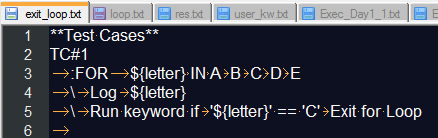 exit_loop.txt loop.txt res.txt user_kw.txt Exec_Day1_1.txt E
1 **Test Cases**
2 TC#1
3 :FOR ${letter} IN A B C D E
4 \ Log ${letter}
5 \ Run keyword if '${letter}' == 'C' Exit for Loop
6